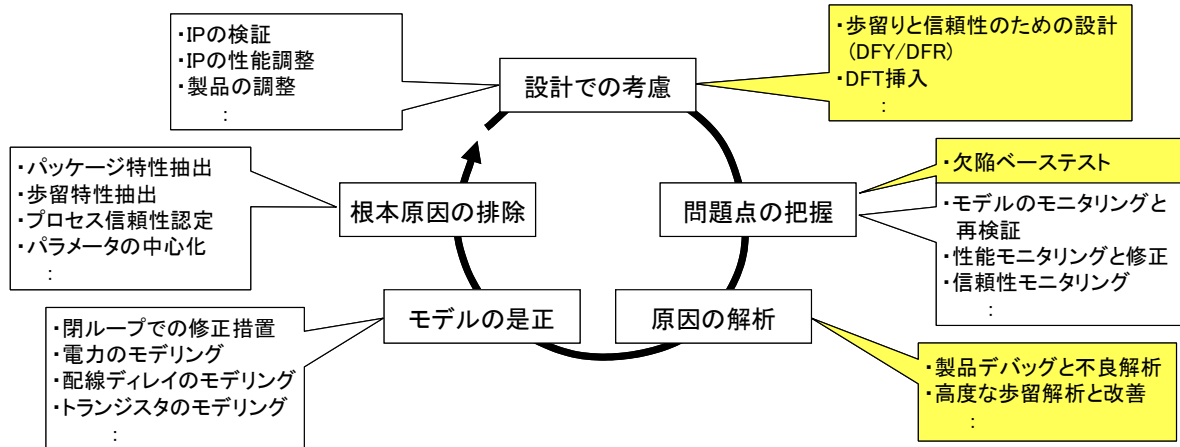 ・IPの検証
・IPの性能調整
・製品の調整
:
設計での考慮
・歩留りと信頼性のための設計
(DFY/DFR)
・DFT挿入
:
・パッケージ特性抽出
・歩留特性抽出
・プロセス信頼性認定
・パラメータの中心化
:
根本原因の排除
問題点の把握
・欠陥ベーステスト
・モデルのモニタリングと
再検証
・性能モニタリングと修正
・信頼性モニタリング
:
モデルの是正
原因の解析
・閉ループでの修正措置
・電力のモデリング
・配線ディレイのモデリング
・トランジスタのモデリング
:
・製品デバッグと不良解析
・高度な歩留解析と改善
: